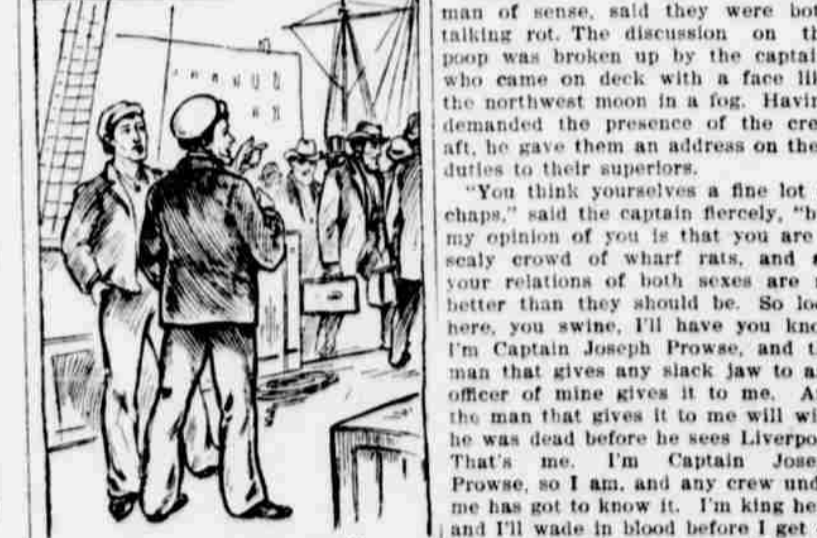 man of sense, said they were bot
talking rot. The discussion on th
poop was broken up by the captai
who came on deck with a face lik
the northwest moon in a fog. Havin
demanded the presence of the cre
aft, he gave them an address on the
duties to their superiors.
"You think yourselves a fine lot
chaps," said the captain fiercely, "b
my opinion of you is that you are
scaly crowd of wharf rats, and a
your relations of both sexes are n
better than they should be. So loo
here, you swine, I'll have you kno
I'm Captain Joseph Prowse, and th
man that gives any slack jaw to a
officer of mine gives it to me. A
the man that gives it to me will wi
he was dead before he sees Liverpo
That's me. I'm Captain Jose
Prowse, so I am, and any crew und
me has got to know it. I'm king he
and I'll wade in blood before I get